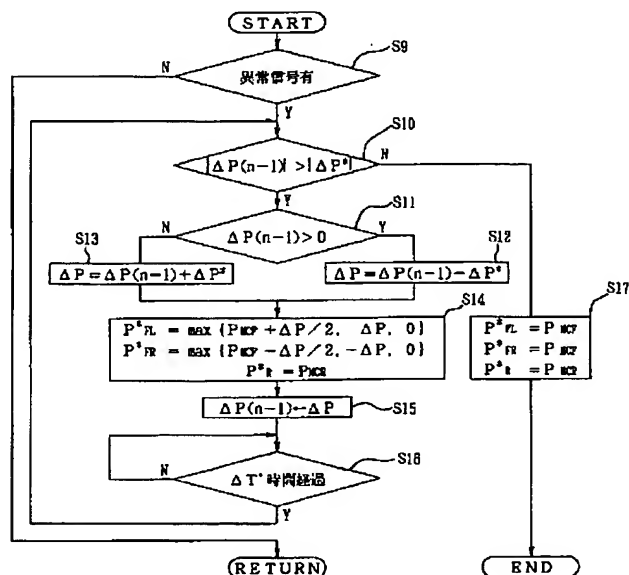 START
S9
N
異常信号有
Y
S10
N
|ΔP(n-1)| > |ΔP*|
Y
S11
S13
N
ΔP(n-1)>0
Y
S12
ΔP=ΔP(n-1)+ΔP*
ΔP=ΔP(n-1)-ΔP*
S14
S17
P*FL = max {PMCF+ΔP/2, ΔP, 0}
P*FR = max {PMCF-ΔP/2, -ΔP, 0}
P*R = PMCR
P*FL = PMCF
P*FR = PMCF
P*R = PMCR
ΔP(n-1)←ΔP
S15
S16
N
ΔT*時間経過
Y
RETURN
END